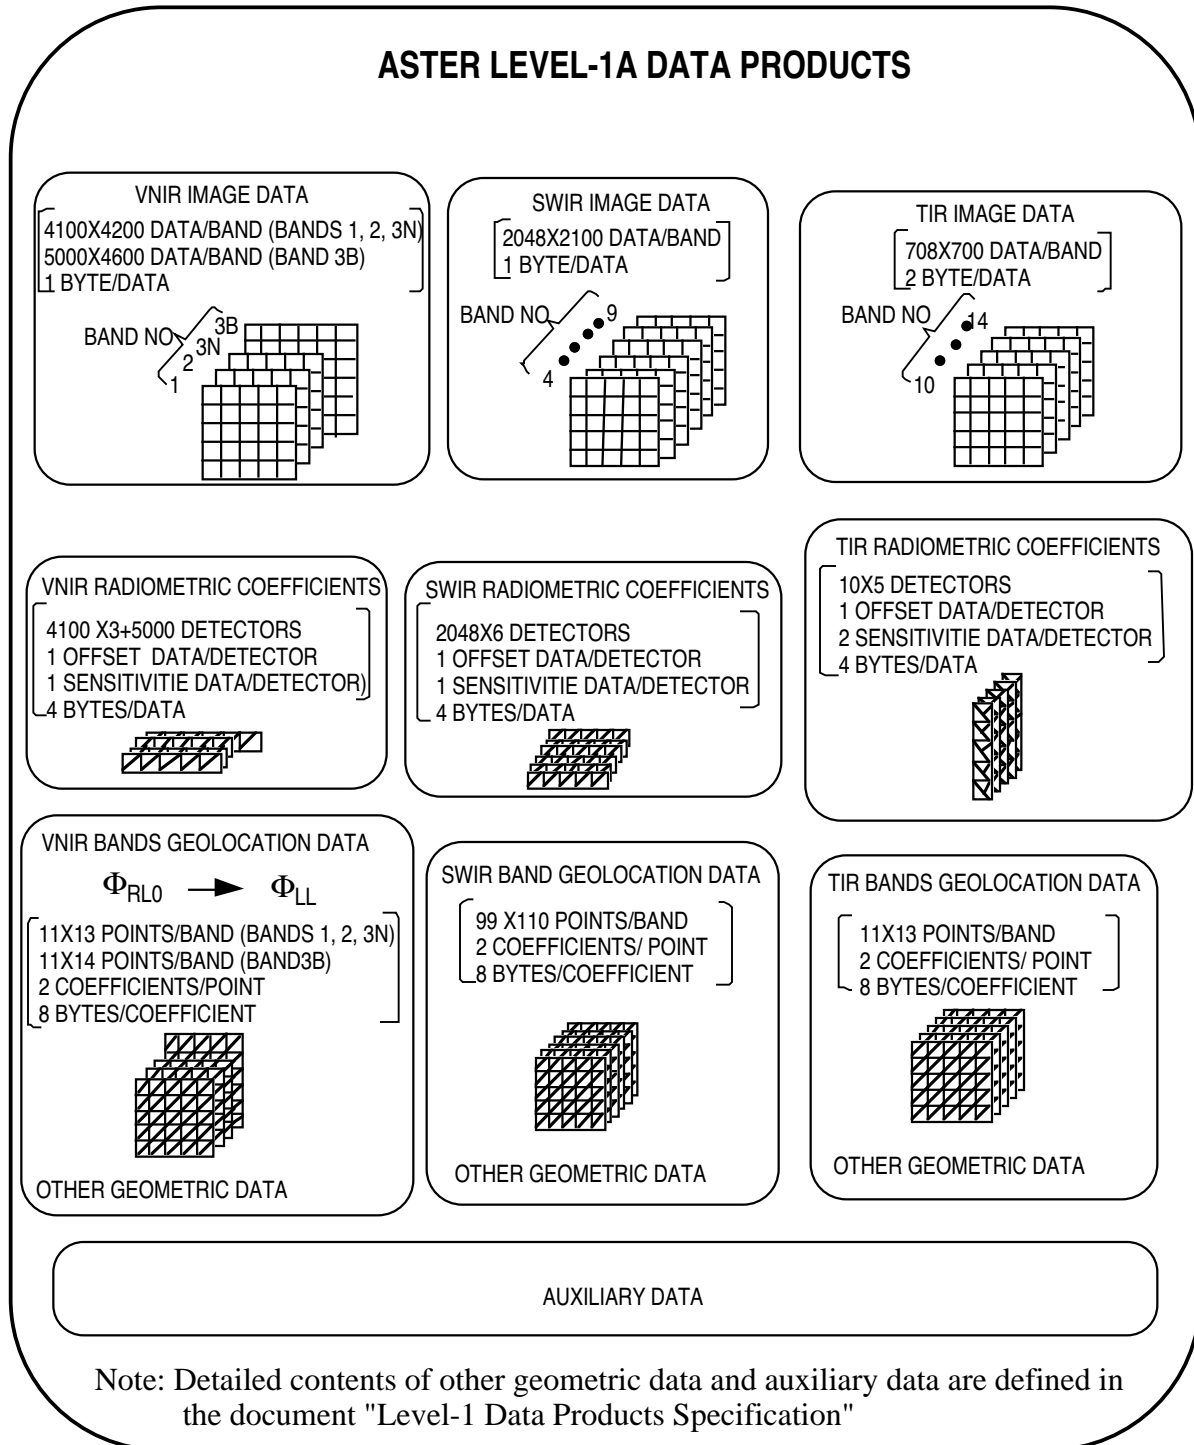 ASTER LEVEL-1A DATA PRODUCTS
VNIR IMAGE DATA
4100X4200 DATA/BAND (BANDS 1, 2, 3N)
5000X4600 DATA/BAND (BAND 3B)
1 BYTE/DATA
BAND NO
3B
3N
2
1
SWIR IMAGE DATA
2048X2100 DATA/BAND
1 BYTE/DATA
BAND NO
9
4
TIR IMAGE DATA
708X700 DATA/BAND
2 BYTE/DATA
BAND NO
14
10
VNIR RADIOMETRIC COEFFICIENTS
4100 X3+5000 DETECTORS
1 OFFSET DATA/DETECTOR
1 SENSITIVITIE DATA/DETECTOR)
4 BYTES/DATA
SWIR RADIOMETRIC COEFFICIENTS
2048X6 DETECTORS
1 OFFSET DATA/DETECTOR
1 SENSITIVITIE DATA/DETECTOR
4 BYTES/DATA
TIR RADIOMETRIC COEFFICIENTS
10X5 DETECTORS
1 OFFSET DATA/DETECTOR
2 SENSITIVITIE DATA/DETECTOR
4 BYTES/DATA
VNIR BANDS GEOLOCATION DATA
Φ_RL0 → Φ_LL
11X13 POINTS/BAND (BANDS 1, 2, 3N)
11X14 POINTS/BAND (BAND3B)
2 COEFFICIENTS/POINT
8 BYTES/COEFFICIENT
OTHER GEOMETRIC DATA
SWIR BAND GEOLOCATION DATA
99 X110 POINTS/BAND
2 COEFFICIENTS/ POINT
8 BYTES/COEFFICIENT
OTHER GEOMETRIC DATA
TIR BANDS GEOLOCATION DATA
11X13 POINTS/BAND
2 COEFFICIENTS/ POINT
8 BYTES/COEFFICIENT
OTHER GEOMETRIC DATA
AUXILIARY DATA
Note: Detailed contents of other geometric data and auxiliary data are defined in
the document "Level-1 Data Products Specification"